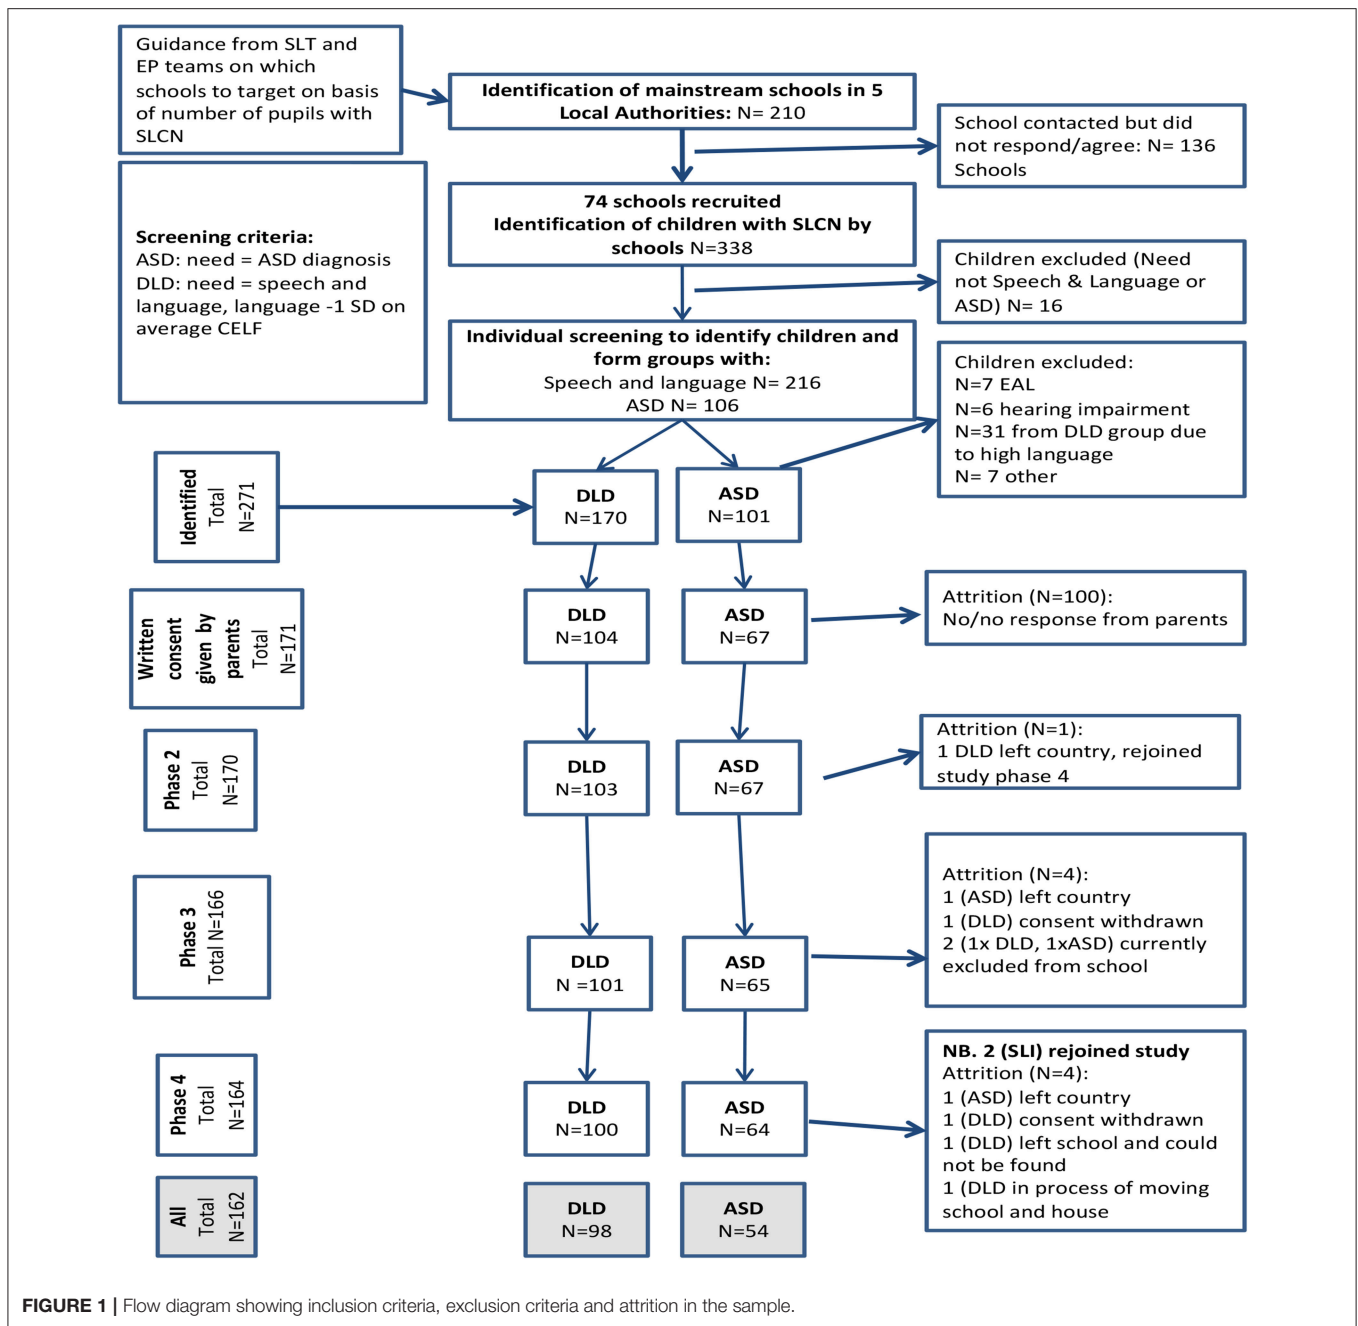 Guidance from SLT and
EP teams on which
schools to target on basis
of number of pupils with
SLCN
Identification of mainstream schools in 5
Local Authorities: N= 210
School contacted but did
not respond/agree: N= 136
Schools
Screening criteria:
ASD: need = ASD diagnosis
DLD: need = speech and
language, language -1 SD on
average CELF
74 schools recruited
Identification of children with SLCN by
schools N=338
Children excluded (Need
not Speech & Language or
ASD) N= 16
Individual screening to identify children and
form groups with:
Speech and language N= 216
ASD N= 106
Children excluded:
N=7 EAL
N=6 hearing impairment
N=31 from DLD group due
to high language
N= 7 other
Identified
Total
N=271
DLD
N=170
ASD
N=101
Written
consent
given by
parents
Total
N=171
DLD
N=104
ASD
N=67
Attrition (N=100):
No/no response from parents
Phase 2
Total
N=170
DLD
N=103
ASD
N=67
Attrition (N=1):
1 DLD left country, rejoined
study phase 4
Phase 3
Total N=166
DLD
N =101
ASD
N=65
Attrition (N=4):
1 (ASD) left country
1 (DLD) consent withdrawn
2 (1x DLD, 1xASD) currently
excluded from school
Phase 4
Total
N=164
DLD
N=100
ASD
N=64
NB. 2 (SLI) rejoined study
Attrition (N=4):
1 (ASD) left country
1 (DLD) consent withdrawn
1 (DLD) left school and could
not be found
1 (DLD in process of moving
school and house
All
Total
N=162
DLD
N=98
ASD
N=54
FIGURE 1 | Flow diagram showing inclusion criteria, exclusion criteria and attrition in the sample.